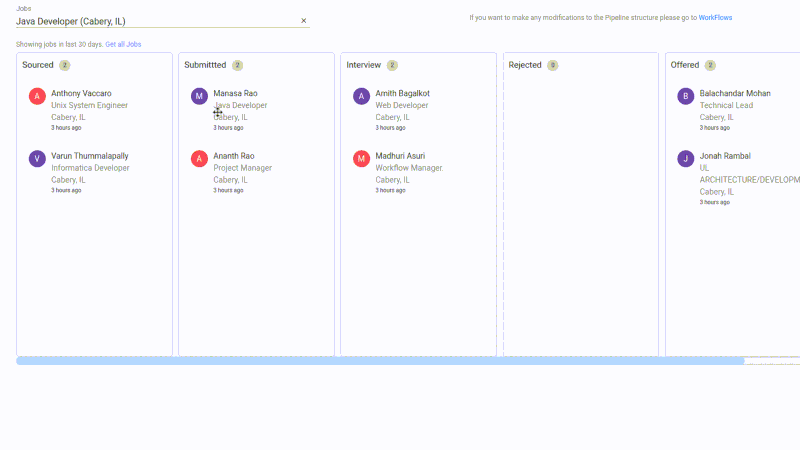 Jobs
Java Developer (Cabery, IL)
×
If you want to make any modifications to the Pipeline structure please go to WorkFlows
Showing jobs in last 30 days. Get all Jobs
Sourced 2
A
Anthony Vaccaro
Unix System Engineer
Cabery, IL
3 hours ago
V
Varun Thummalapally
Informatica Developer
Cabery, IL
3 hours ago
Submittted 2
M
Manasa Rao
Java Developer
Cabery, IL
3 hours ago
A
Ananth Rao
Project Manager
Cabery, IL
3 hours ago
Interview 2
A
Amith Bagalkot
Web Developer
Cabery, IL
3 hours ago
M
Madhuri Asuri
Workflow Manager.
Cabery, IL
3 hours ago
Rejected 0
Offered 2
B
Balachandar Mohan
Technical Lead
Cabery, IL
3 hours ago
J
Jonah Rambal
UL
ARCHITECTURE/DEVELOPM
Cabery, IL
3 hours ago